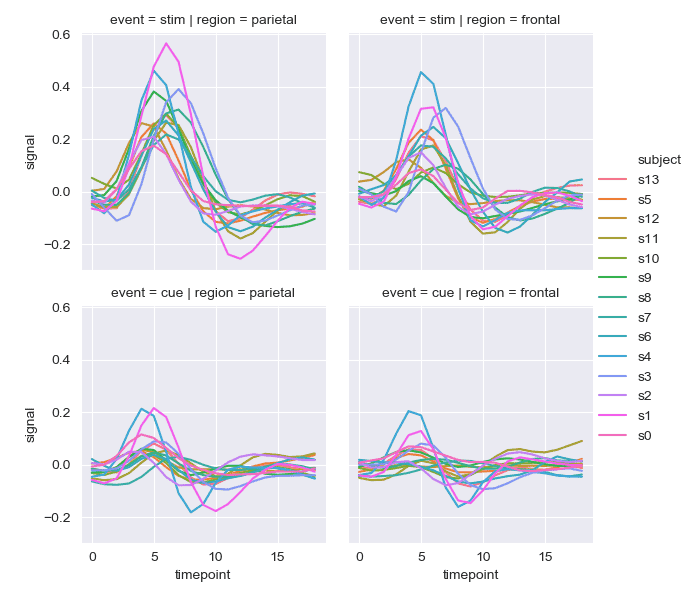 event = stim | region = parietal
event = stim | region = frontal
0.6
0.4
0.2
0.0
−0.2
signal
event = cue | region = parietal
event = cue | region = frontal
0.6
0.4
0.2
0.0
−0.2
signal
0
5
10
15
timepoint
0
5
10
15
timepoint
subject
s13
s5
s12
s11
s10
s9
s8
s7
s6
s4
s3
s2
s1
s0